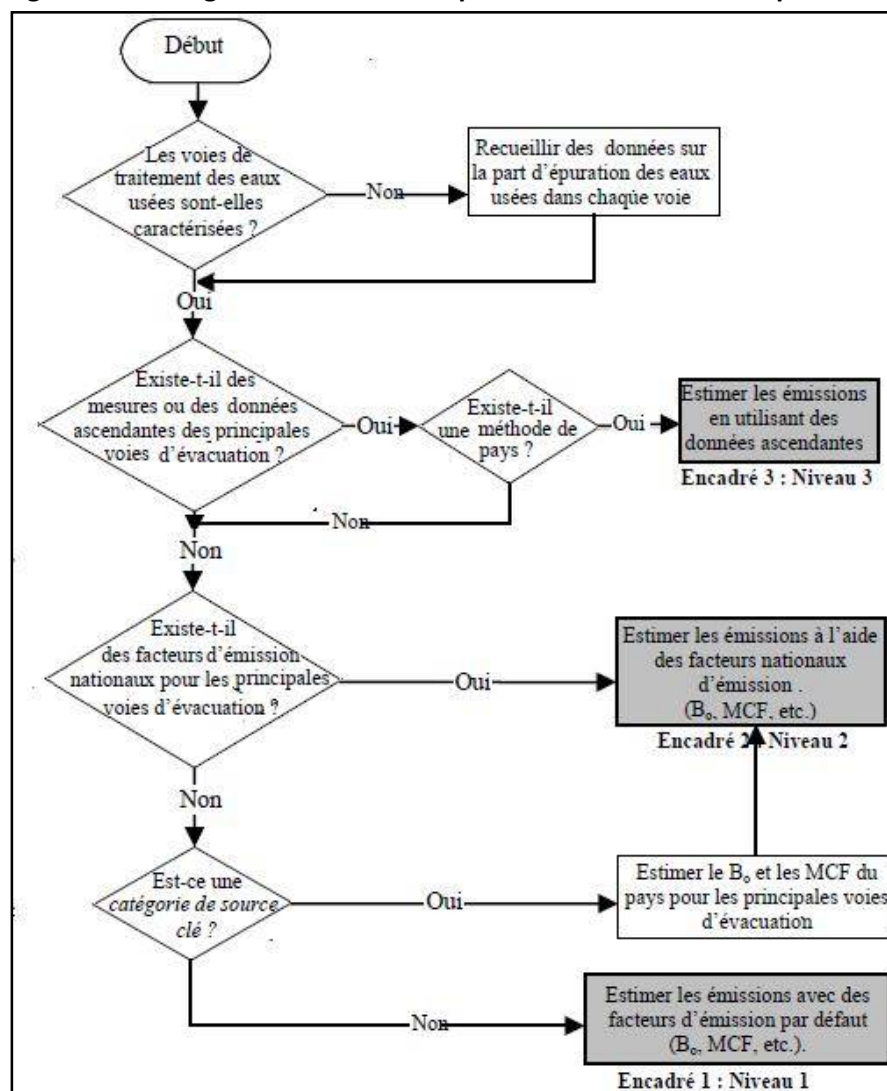 Début
Les voies de
traitement des eaux
usées sont-elles
caractérisées ?
Non
Recueillir des données sur
la part d'épuration des eaux
usées dans chaque voie
Oui
Existe-t-il des
mesures ou des données
ascendantes des principales
voies d'évacuation ?
Oui
Existe-t-il
une méthode de
pays ?
Oui
Estimer les émissions
en utilisant des
données ascendantes
Encadré 3 : Niveau 3
Non
Non
Existe-t-il
des facteurs d'émission
nationaux pour les principales
voies d'évacuation ?
Oui
Estimer les émissions à l'aide
des facteurs nationaux
d'émission .
(Bₒ, MCF, etc.)
Encadré 2 : Niveau 2
Non
Est-ce une
catégorie de source
clé ?
Oui
Estimer le Bₒ et les MCF du
pays pour les principales voies
d'évacuation
Non
Estimer les émissions avec des
facteurs d'émission par défaut
(Bₒ, MCF, etc.).
Encadré 1 : Niveau 1